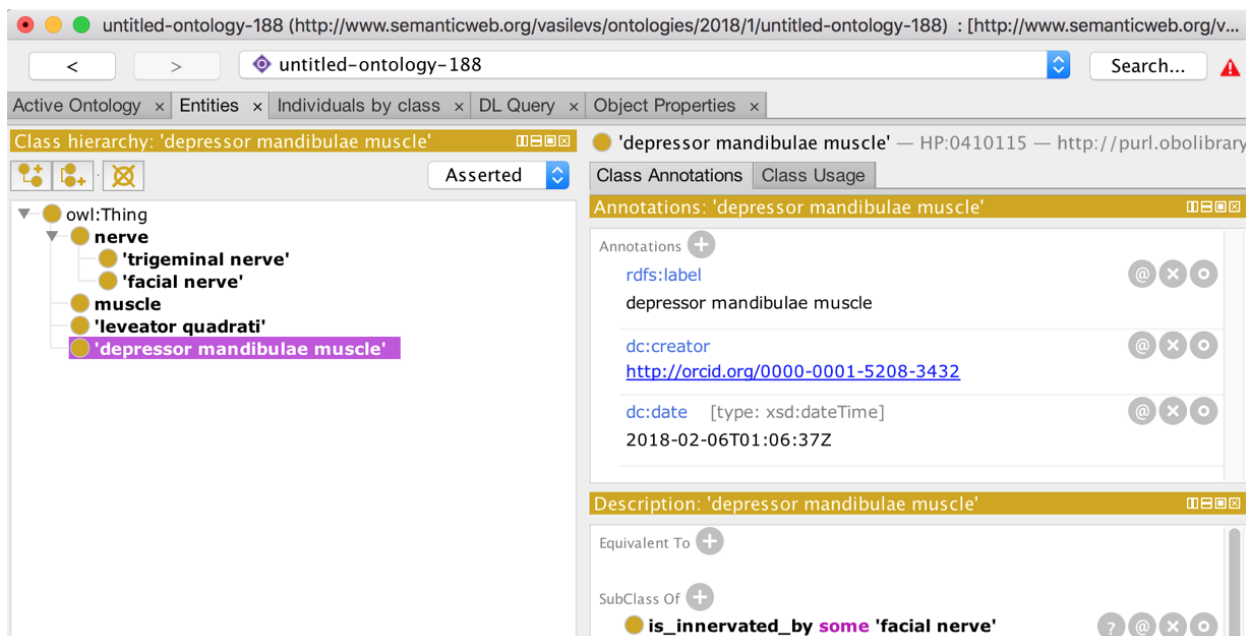 untitled-ontology-188 (http://www.semanticweb.org/vasilevs/ontologies/2018/1/untitled-ontology-188) : [http://www.semanticweb.org/v...
< > untitled-ontology-188 Search...
Active Ontology × Entities × Individuals by class × DL Query × Object Properties ×
Class hierarchy: 'depressor mandibulae muscle'
Asserted
owl:Thing
nerve
'trigeminal nerve'
'facial nerve'
muscle
'leveator quadrati'
'depressor mandibulae muscle'
'depressor mandibulae muscle' — HP:0410115 — http://purl.obolibrary
Class Annotations Class Usage
Annotations: 'depressor mandibulae muscle'
Annotations
rdfs:label
depressor mandibulae muscle
dc:creator
http://orcid.org/0000-0001-5208-3432
dc:date [type: xsd:dateTime]
2018-02-06T01:06:37Z
Description: 'depressor mandibulae muscle'
Equivalent To
SubClass Of
is_innervated_by some 'facial nerve'